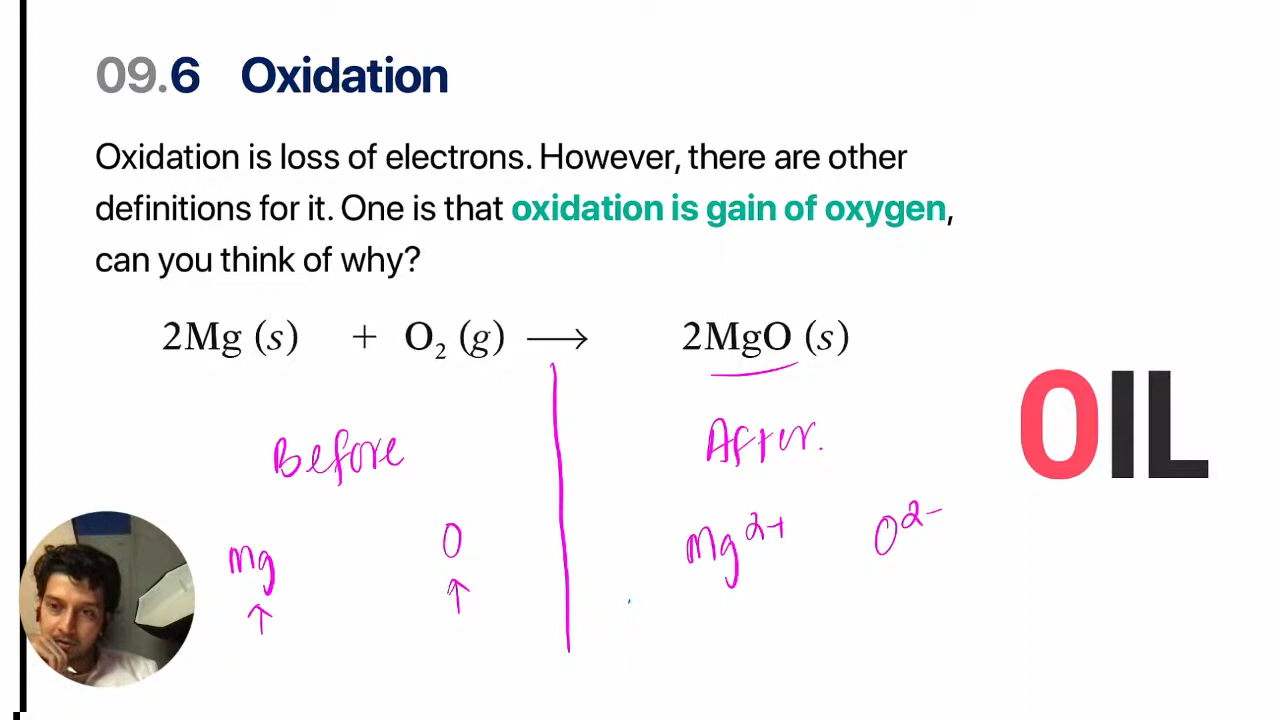 09.6 Oxidation
Oxidation is loss of electrons. However, there are other
definitions for it. One is that oxidation is gain of oxygen,
can you think of why?
2Mg (s) + O₂ (g) ⟶ 2MgO (s)
OIL
Before After.
Mg O Mg²⁺ O²⁻